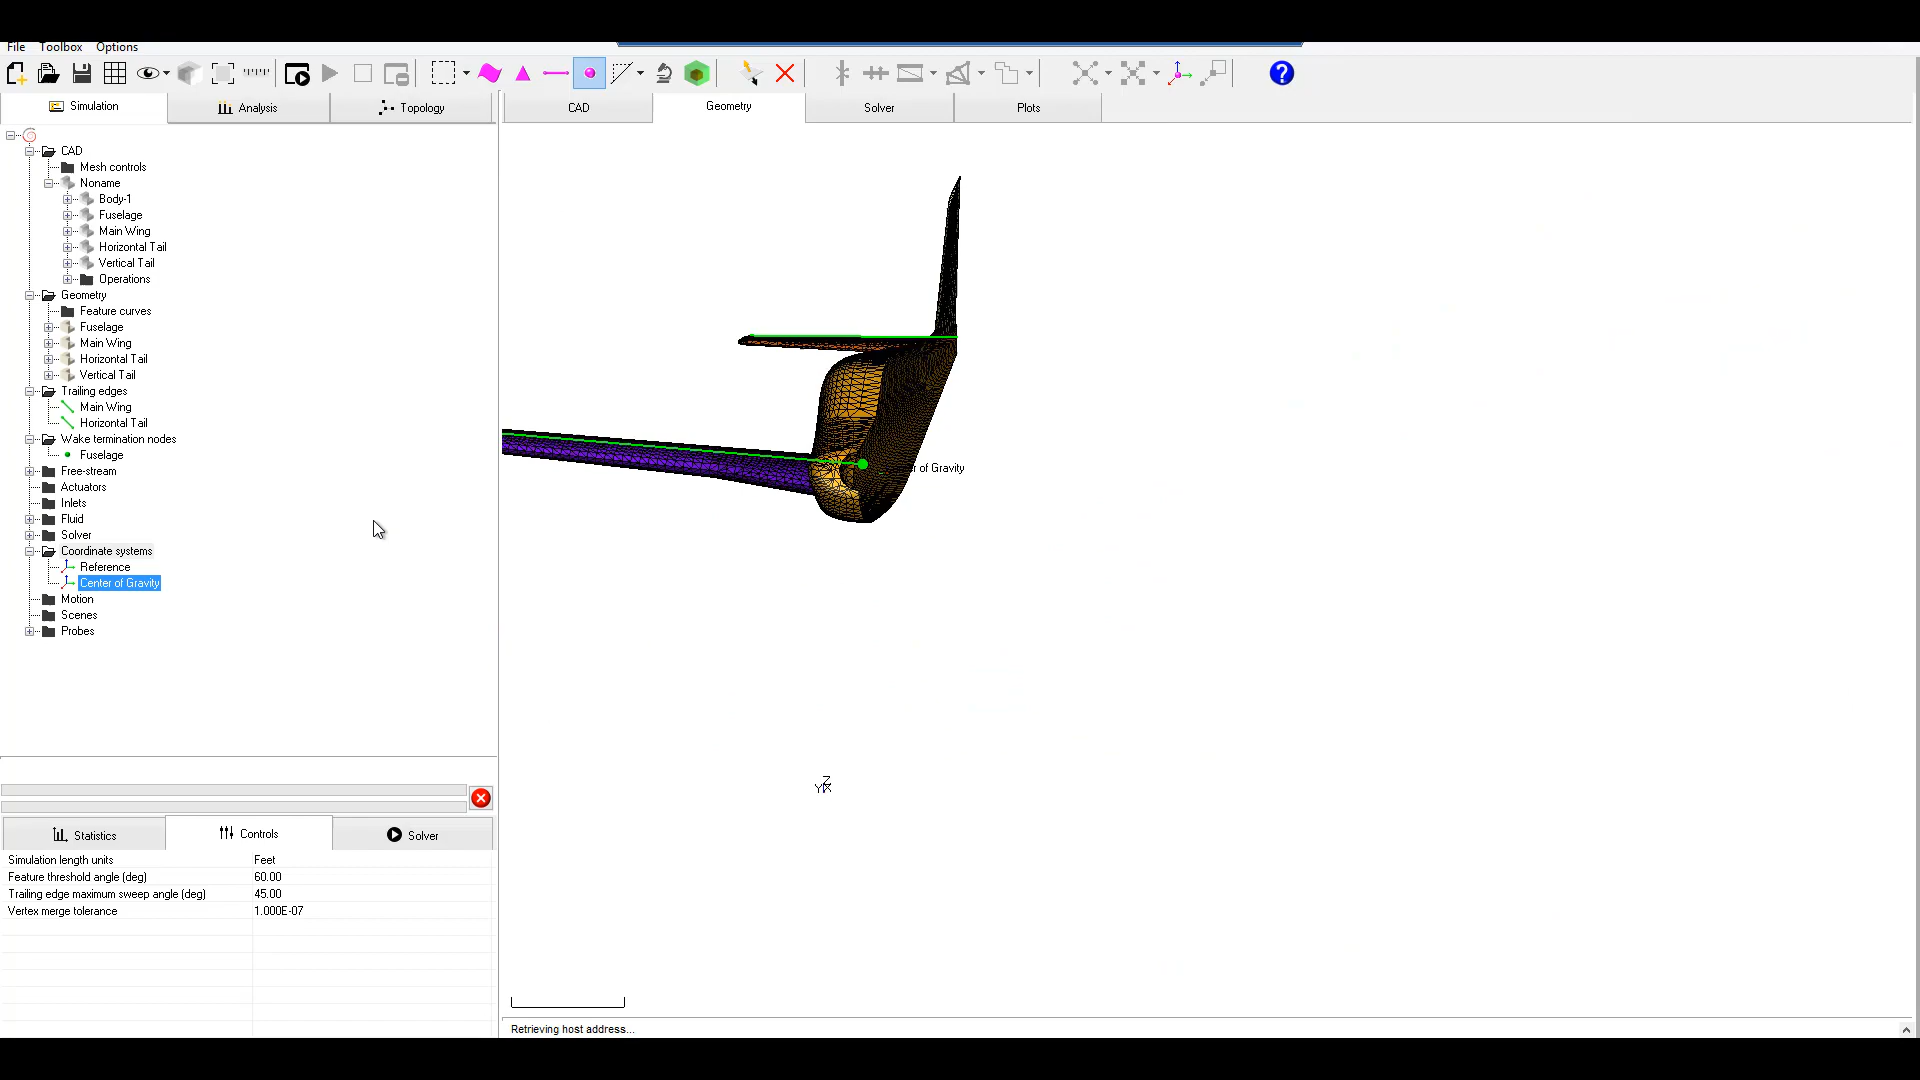 File Toolbox Options
Simulation Analysis Topology CAD Geometry Solver Plots
CAD
Mesh controls
Noname
Body-1
Fuselage
Main Wing
Horizontal Tail
Vertical Tail
Operations
Geometry
Feature curves
Fuselage
Main Wing
Horizontal Tail
Vertical Tail
Trailing edges
Main Wing
Horizontal Tail
Wake termination nodes
Fuselage
Free-stream
Actuators
Inlets
Fluid
Solver
Coordinate systems
Reference
Center of Gravity
Motion
Scenes
Probes
of Gravity
Z
YX
Statistics Controls Solver
Simulation length units Feet
Feature threshold angle (deg) 60.00
Trailing edge maximum sweep angle (deg) 45.00
Vertex merge tolerance 1.000E-07
Retrieving host address...